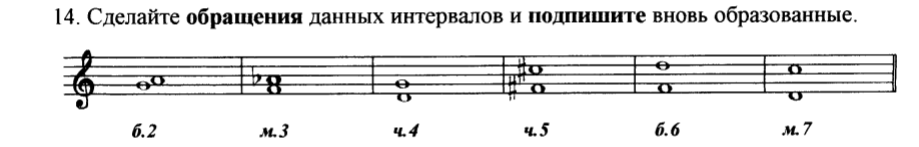 14. Сделайте обращения данных интервалов и подпишите вновь образованные.
б.2 м.3 ч.4 ч.5 б.6 м.7